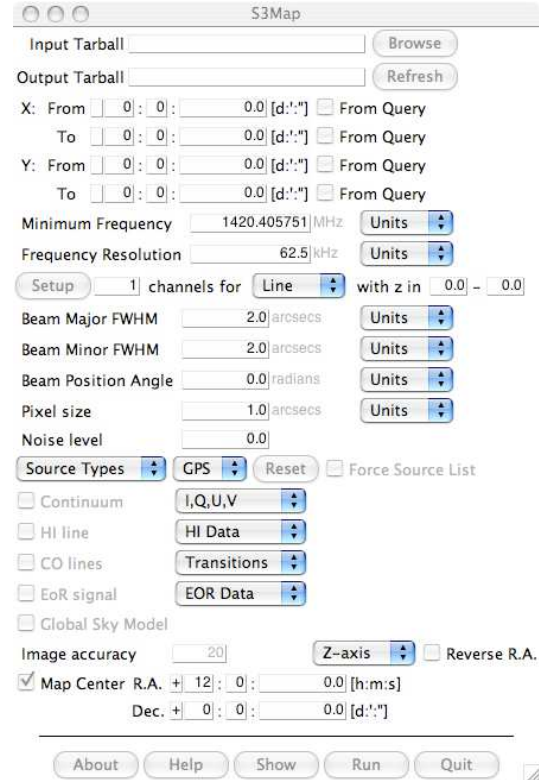 S3Map
Input Tarball Browse
Output Tarball Refresh
X: From 0 : 0 : 0.0 [d:':"] From Query
To 0 : 0 : 0.0 [d:':"] From Query
Y: From 0 : 0 : 0.0 [d:':"] From Query
To 0 : 0 : 0.0 [d:':"] From Query
Minimum Frequency 1420.405751 MHz Units
Frequency Resolution 62.5 kHz Units
Setup 1 channels for Line with z in 0.0 – 0.0
Beam Major FWHM 2.0 arcsecs Units
Beam Minor FWHM 2.0 arcsecs Units
Beam Position Angle 0.0 radians Units
Pixel size 1.0 arcsecs Units
Noise level 0.0
Source Types GPS Reset Force Source List
Continuum I,Q,U,V
HI line HI Data
CO lines Transitions
EoR signal EOR Data
Global Sky Model
Image accuracy 20 Z-axis Reverse R.A.
Map Center R.A. + 12 : 0 : 0.0 [h:m:s]
Dec. + 0 : 0 : 0.0 [d:':"]
About Help Show Run Quit